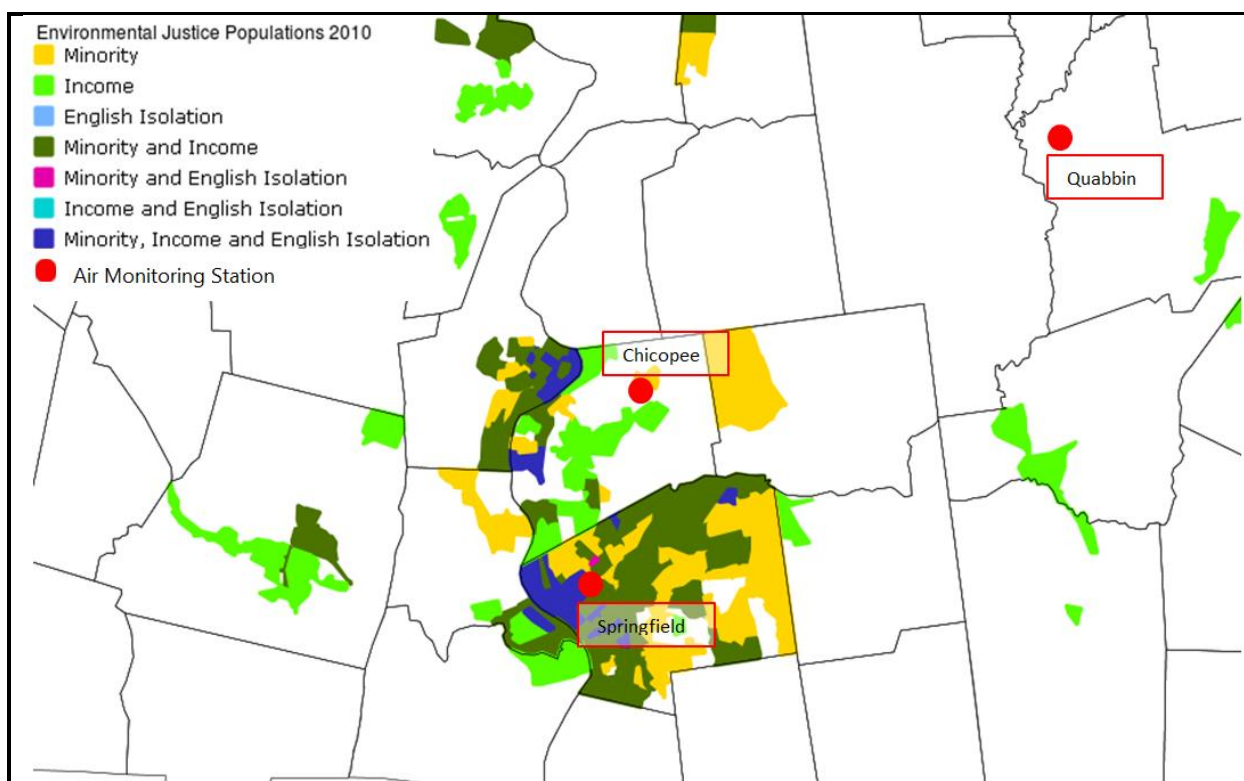 Environmental Justice Populations 2010
Minority
Income
English Isolation
Minority and Income
Minority and English Isolation
Income and English Isolation
Minority, Income and English Isolation
Air Monitoring Station
Quabbin
Chicopee
Springfield